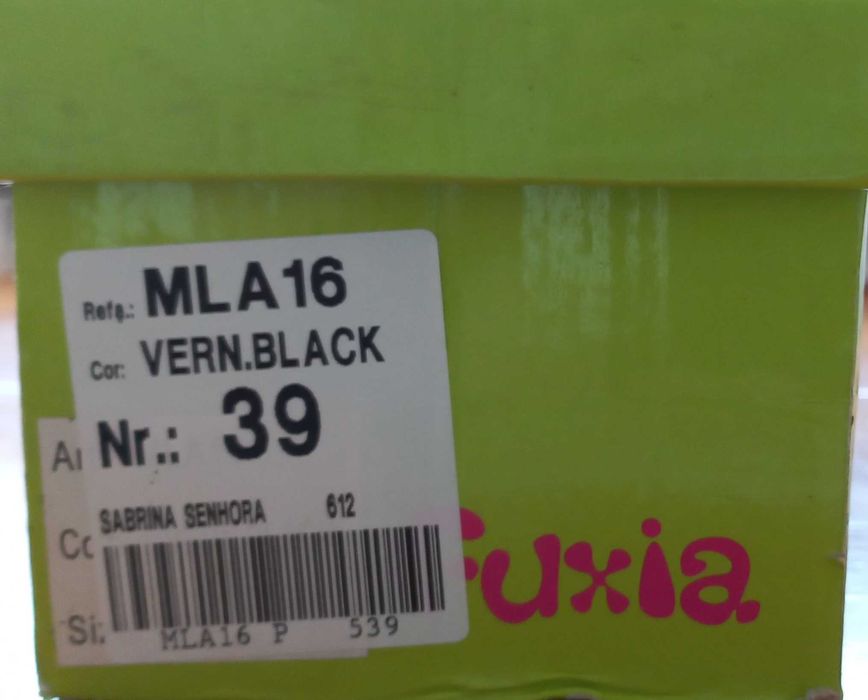 Refª.: MLA16
Cor: VERN.BLACK
Nr.: 39
SABRINA SENHORA 612
MLA16 P 539
fuxia